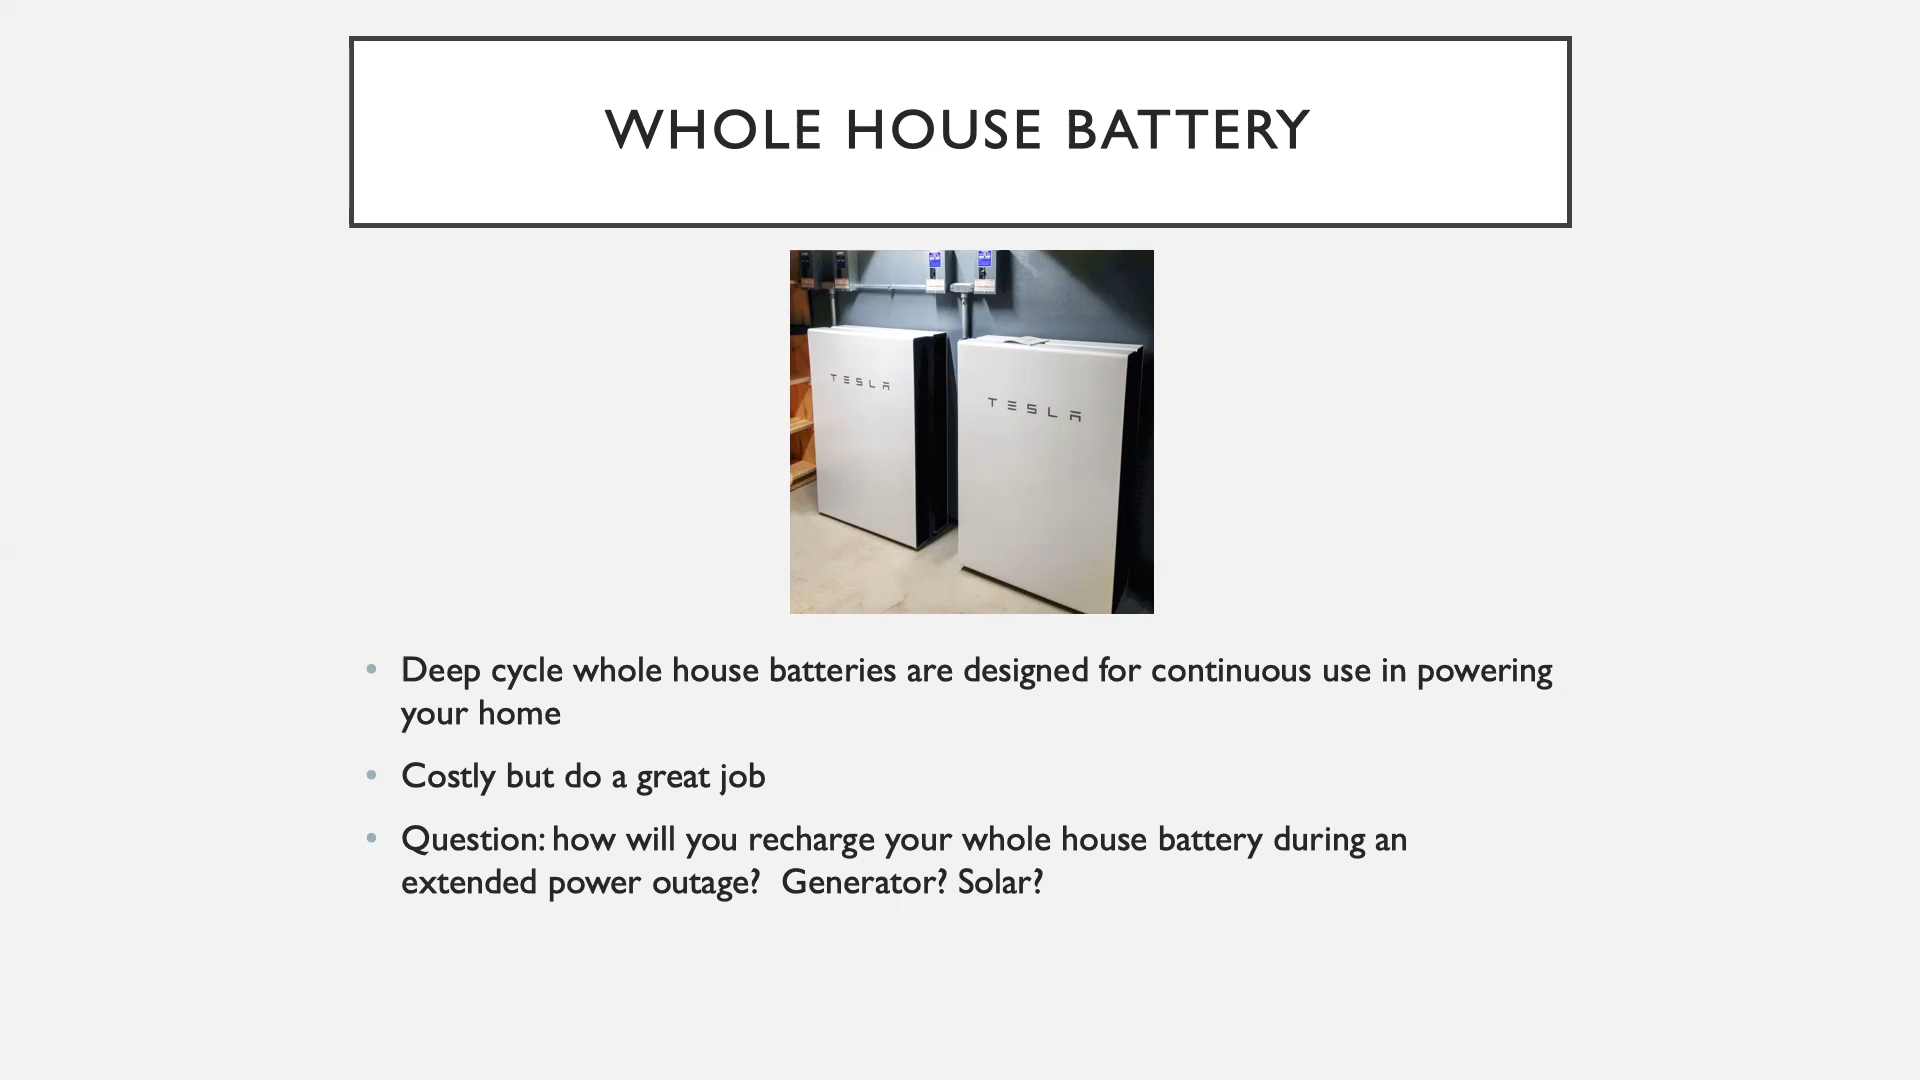 WHOLE HOUSE BATTERY
TESLA
TESLA
• Deep cycle whole house batteries are designed for continuous use in powering
your home
• Costly but do a great job
• Question: how will you recharge your whole house battery during an
extended power outage?  Generator? Solar?